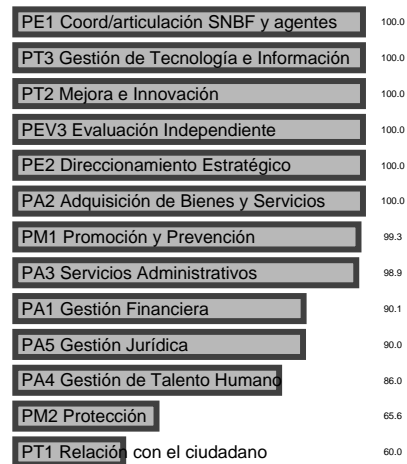 PE1 Coord/articulación SNBF y agentes 100.0
PT3 Gestión de Tecnología e Información 100.0
PT2 Mejora e Innovación 100.0
PEV3 Evaluación Independiente 100.0
PE2 Direccionamiento Estratégico 100.0
PA2 Adquisición de Bienes y Servicios 100.0
PM1 Promoción y Prevención 99.3
PA3 Servicios Administrativos 98.9
PA1 Gestión Financiera 90.1
PA5 Gestión Jurídica 90.0
PA4 Gestión de Talento Humano 86.0
PM2 Protección 65.6
PT1 Relación con el ciudadano 60.0